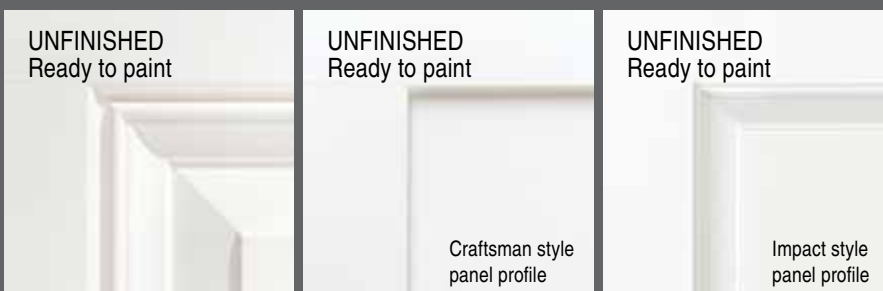 UNFINISHED
Ready to paint
UNFINISHED
Ready to paint
Craftsman style
panel profile
UNFINISHED
Ready to paint
Impact style
panel profile